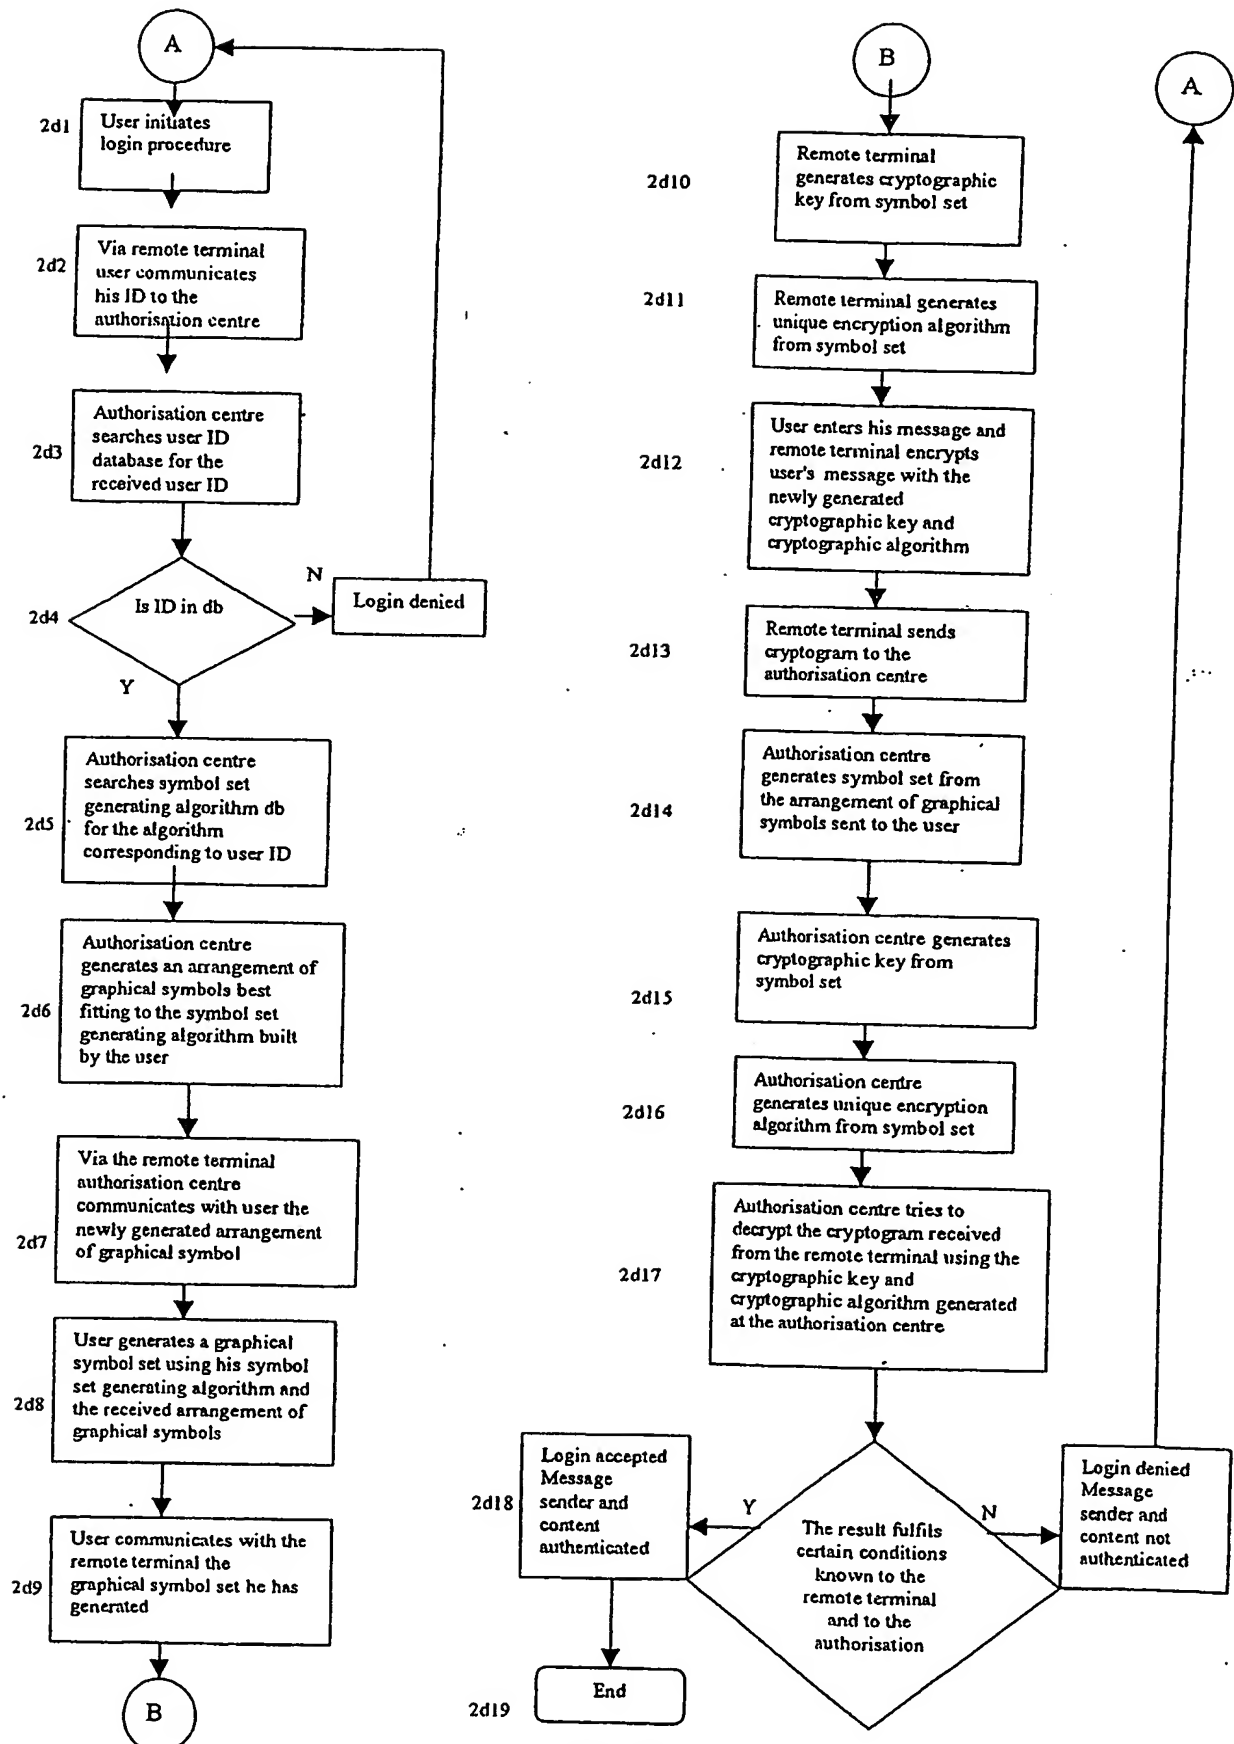 A
2d1
User initiates
login procedure
2d2
Via remote terminal
user communicates
his ID to the
authorisation centre
2d3
Authorisation centre
searches user ID
database for the
received user ID
2d4
Is ID in db
N
Login denied
Y
2d5
Authorisation centre
searches symbol set
generating algorithm db
for the algorithm
corresponding to user ID
2d6
Authorisation centre
generates an arrangement of
graphical symbols best
fitting to the symbol set
generating algorithm built
by the user
2d7
Via the remote terminal
authorisation centre
communicates with user the
newly generated arrangement
of graphical symbol
2d8
User generates a graphical
symbol set using his symbol
set generating algorithm and
the received arrangement of
graphical symbols
2d9
User communicates with the
remote terminal the
graphical symbol set he has
generated
B
B
2d10
Remote terminal
generates cryptographic
key from symbol set
2d11
Remote terminal generates
unique encryption algorithm
from symbol set
2d12
User enters his message and
remote terminal encrypts
user's message with the
newly generated
cryptographic key and
cryptographic algorithm
2d13
Remote terminal sends
cryptogram to the
authorisation centre
2d14
Authorisation centre
generates symbol set from
the arrangement of graphical
symbols sent to the user
2d15
Authorisation centre generates
cryptographic key from
symbol set
2d16
Authorisation centre
generates unique encryption
algorithm from symbol set
2d17
Authorisation centre tries to
decrypt the cryptogram received
from the remote terminal using the
cryptographic key and
cryptographic algorithm generated
at the authorisation centre
The result fulfils
certain conditions
known to the
remote terminal
and to the
authorisation
Y
2d18
Login accepted
Message
sender and
content
authenticated
2d19
End
N
Login denied
Message
sender and
content not
authenticated
A